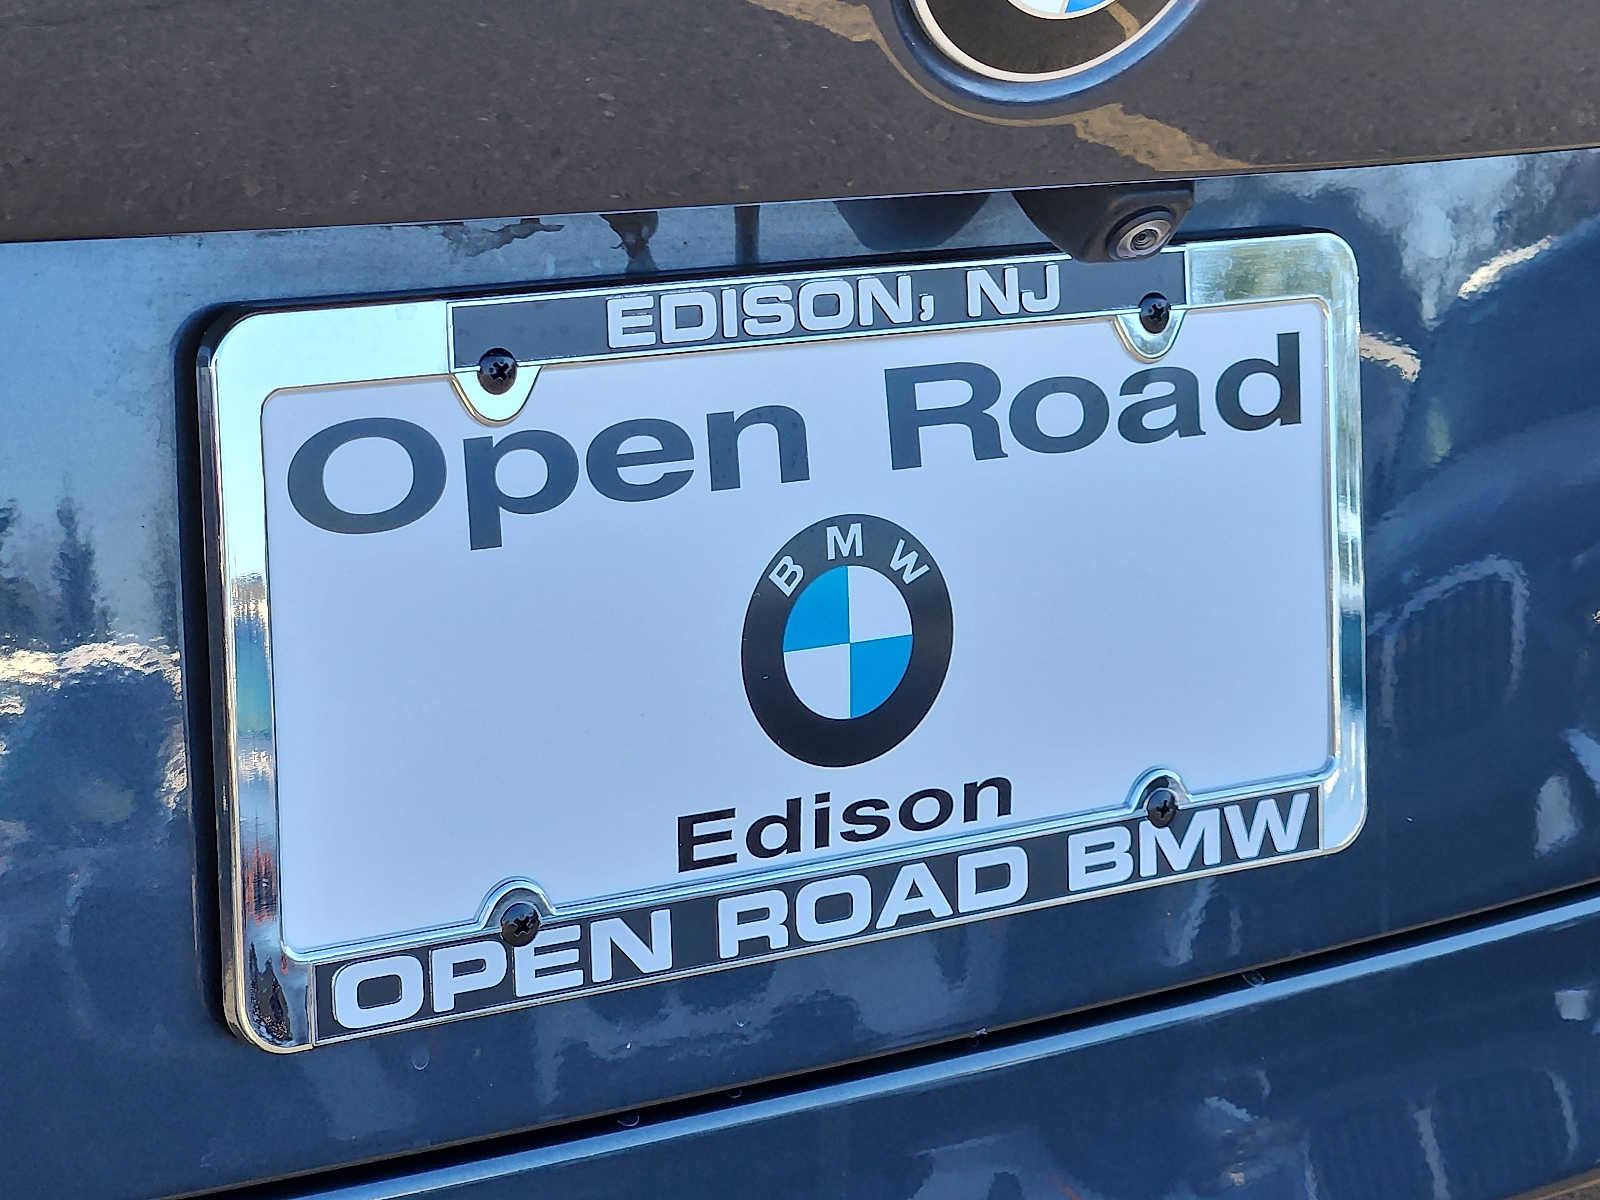 EDISON, NJ
Open Road
BMW
Edison
OPEN ROAD BMW